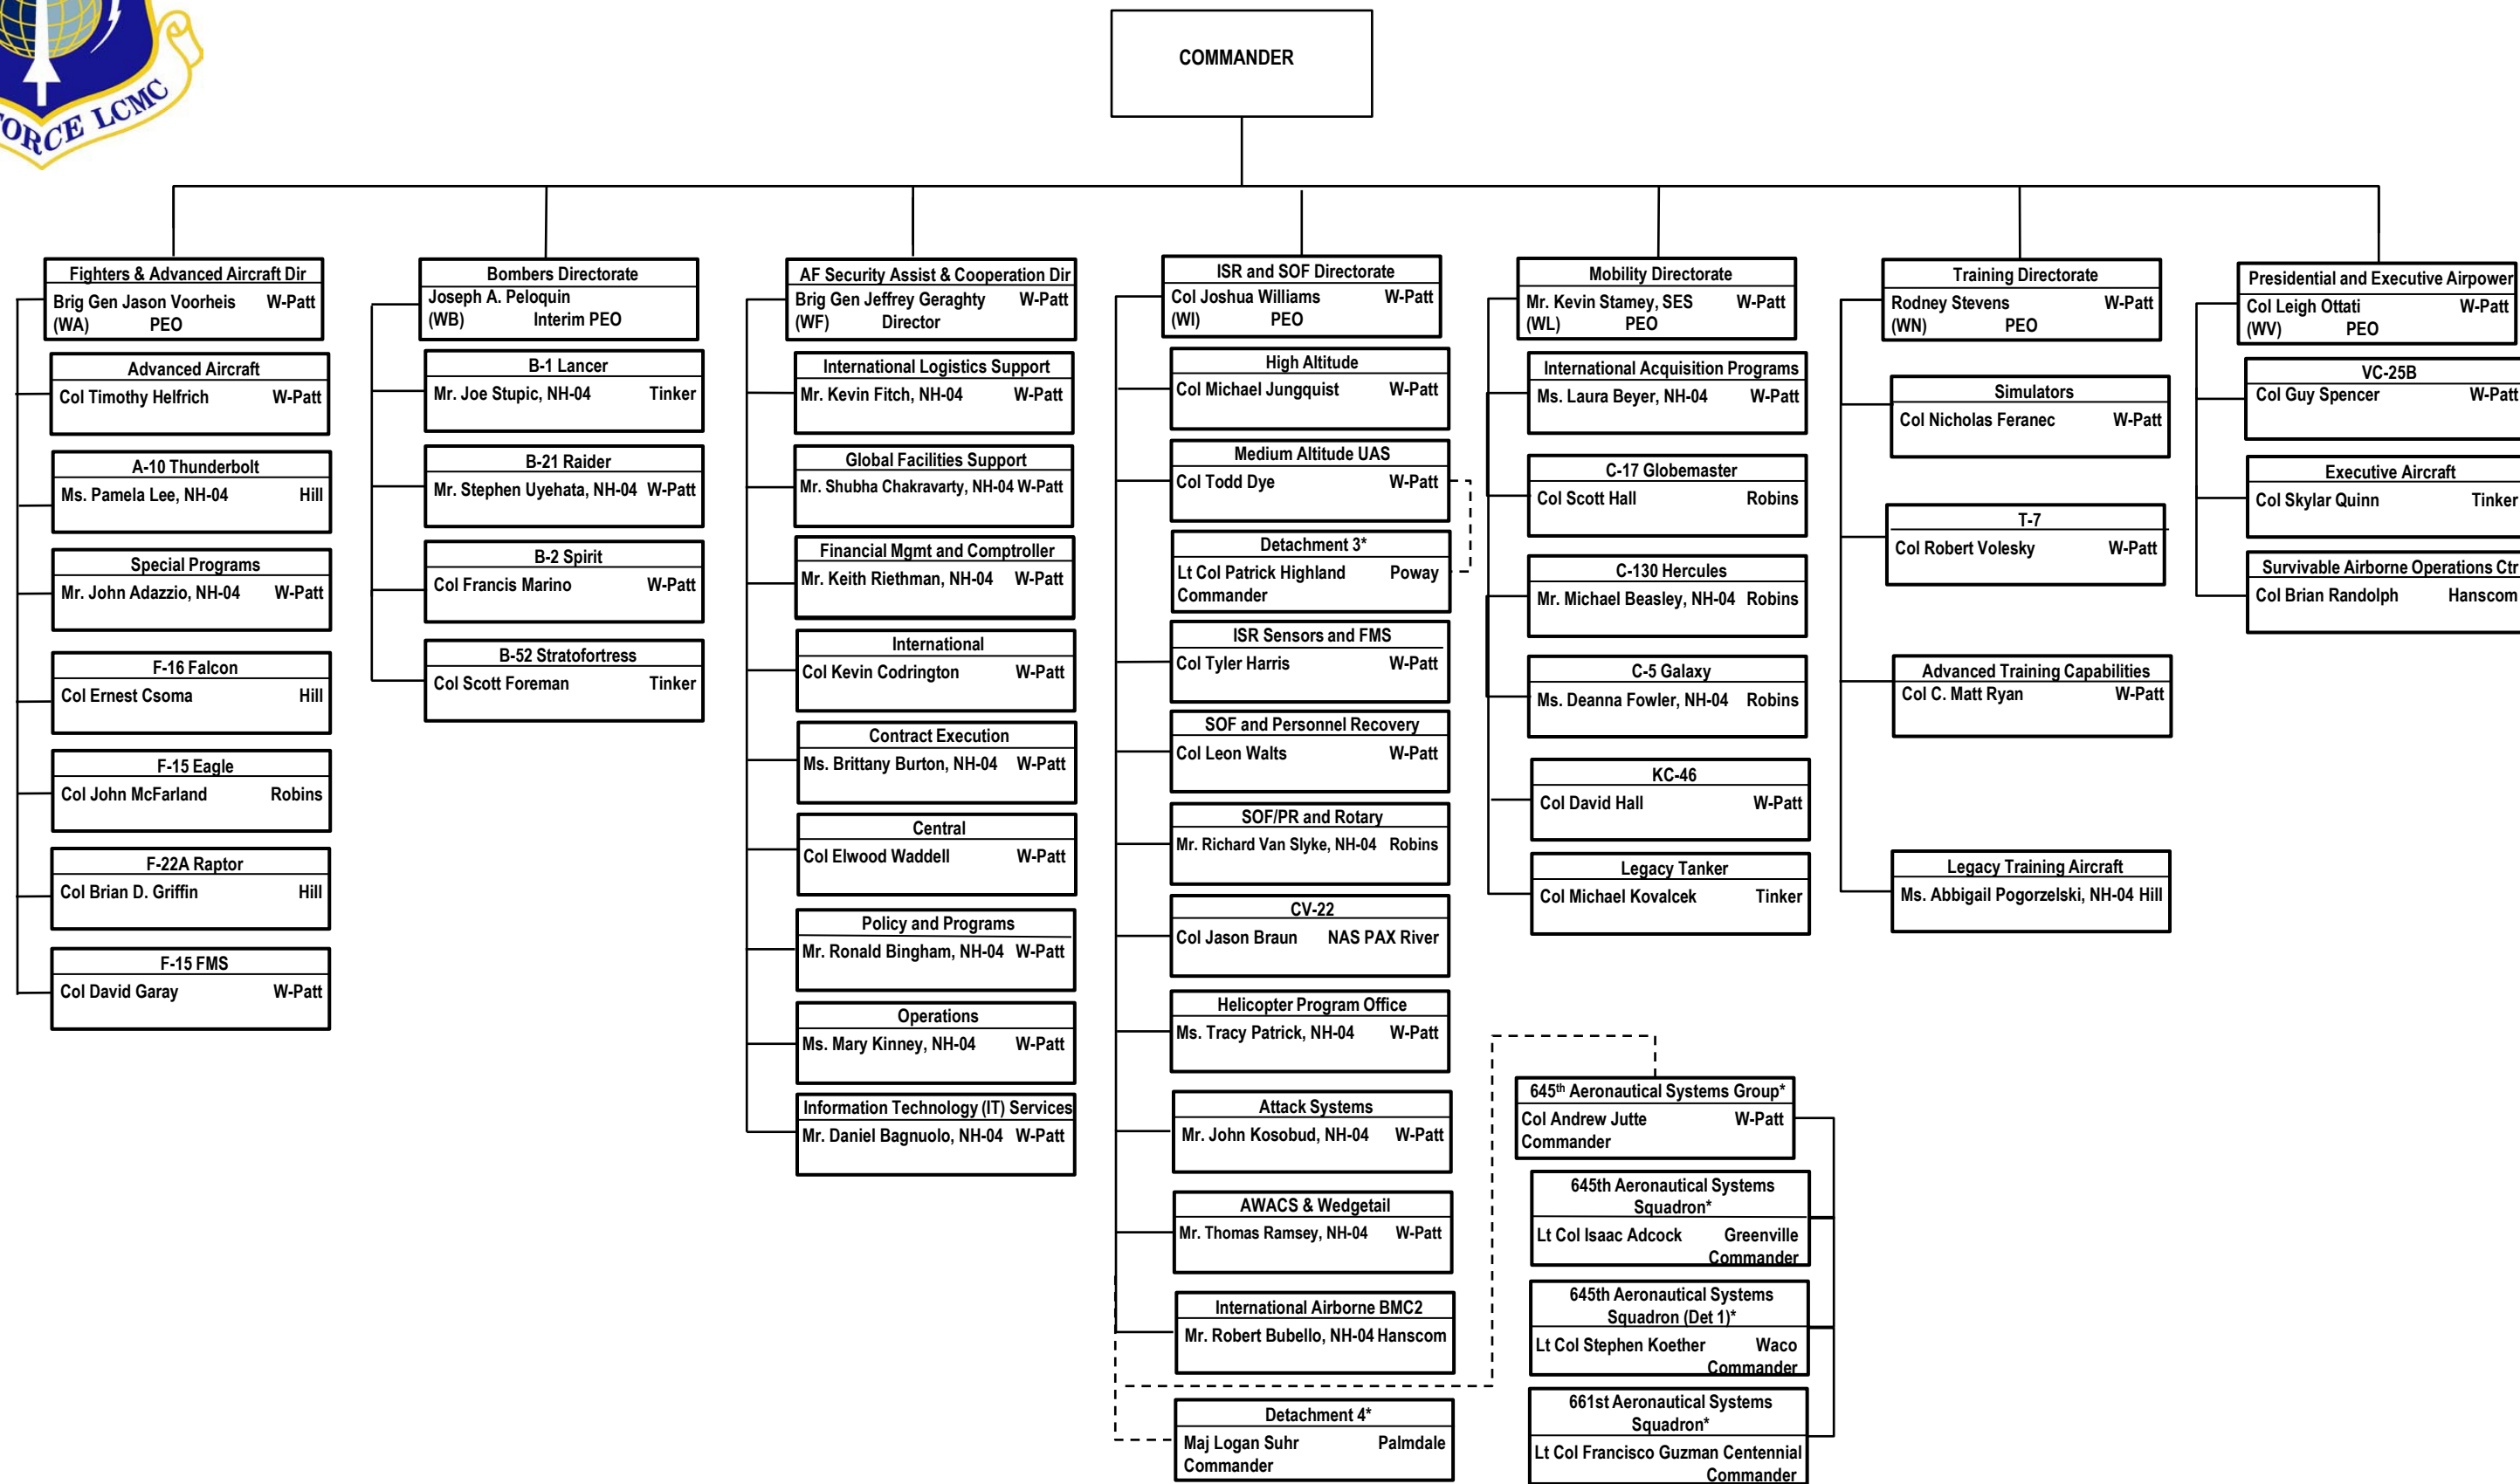 FORCE LCMC
COMMANDER
Fighters & Advanced Aircraft Dir
Brig Gen Jason Voorheis W-Patt
(WA) PEO
Advanced Aircraft
Col Timothy Helfrich W-Patt
A-10 Thunderbolt
Ms. Pamela Lee, NH-04 Hill
Special Programs
Mr. John Adazzio, NH-04 W-Patt
F-16 Falcon
Col Ernest Csoma Hill
F-15 Eagle
Col John McFarland Robins
F-22A Raptor
Col Brian D. Griffin Hill
F-15 FMS
Col David Garay W-Patt
Bombers Directorate
Joseph A. Peloquin
(WB) Interim PEO
B-1 Lancer
Mr. Joe Stupic, NH-04 Tinker
B-21 Raider
Mr. Stephen Uyehata, NH-04 W-Patt
B-2 Spirit
Col Francis Marino W-Patt
B-52 Stratofortress
Col Scott Foreman Tinker
AF Security Assist & Cooperation Dir
Brig Gen Jeffrey Geraghty W-Patt
(WF) Director
International Logistics Support
Mr. Kevin Fitch, NH-04 W-Patt
Global Facilities Support
Mr. Shubha Chakravarty, NH-04 W-Patt
Financial Mgmt and Comptroller
Mr. Keith Riethman, NH-04 W-Patt
International
Col Kevin Codrington W-Patt
Contract Execution
Ms. Brittany Burton, NH-04 W-Patt
Central
Col Elwood Waddell W-Patt
Policy and Programs
Mr. Ronald Bingham, NH-04 W-Patt
Operations
Ms. Mary Kinney, NH-04 W-Patt
Information Technology (IT) Services
Mr. Daniel Bagnuolo, NH-04 W-Patt
ISR and SOF Directorate
Col Joshua Williams W-Patt
(WI) PEO
High Altitude
Col Michael Jungquist W-Patt
Medium Altitude UAS
Col Todd Dye W-Patt
Detachment 3*
Lt Col Patrick Highland Poway
Commander
ISR Sensors and FMS
Col Tyler Harris W-Patt
SOF and Personnel Recovery
Col Leon Walts W-Patt
SOF/PR and Rotary
Mr. Richard Van Slyke, NH-04 Robins
CV-22
Col Jason Braun NAS PAX River
Helicopter Program Office
Ms. Tracy Patrick, NH-04 W-Patt
Attack Systems
Mr. John Kosobud, NH-04 W-Patt
AWACS & Wedgetail
Mr. Thomas Ramsey, NH-04 W-Patt
International Airborne BMC2
Mr. Robert Bubello, NH-04 Hanscom
Detachment 4*
Maj Logan Suhr Palmdale
Commander
Mobility Directorate
Mr. Kevin Stamey, SES W-Patt
(WL) PEO
International Acquisition Programs
Ms. Laura Beyer, NH-04 W-Patt
C-17 Globemaster
Col Scott Hall Robins
C-130 Hercules
Mr. Michael Beasley, NH-04 Robins
C-5 Galaxy
Ms. Deanna Fowler, NH-04 Robins
KC-46
Col David Hall W-Patt
Legacy Tanker
Col Michael Kovalcek Tinker
645th Aeronautical Systems Group*
Col Andrew Jutte W-Patt
Commander
645th Aeronautical Systems
Squadron*
Lt Col Isaac Adcock Greenville
Commander
645th Aeronautical Systems
Squadron (Det 1)*
Lt Col Stephen Koether Waco
Commander
661st Aeronautical Systems
Squadron*
Lt Col Francisco Guzman Centennial
Commander
Training Directorate
Rodney Stevens W-Patt
(WN) PEO
Simulators
Col Nicholas Feranec W-Patt
T-7
Col Robert Volesky W-Patt
Advanced Training Capabilities
Col C. Matt Ryan W-Patt
Legacy Training Aircraft
Ms. Abbigail Pogorzelski, NH-04 Hill
Presidential and Executive Airpower
Col Leigh Ottati W-Patt
(WV) PEO
VC-25B
Col Guy Spencer W-Patt
Executive Aircraft
Col Skylar Quinn Tinker
Survivable Airborne Operations Ctr
Col Brian Randolph Hanscom